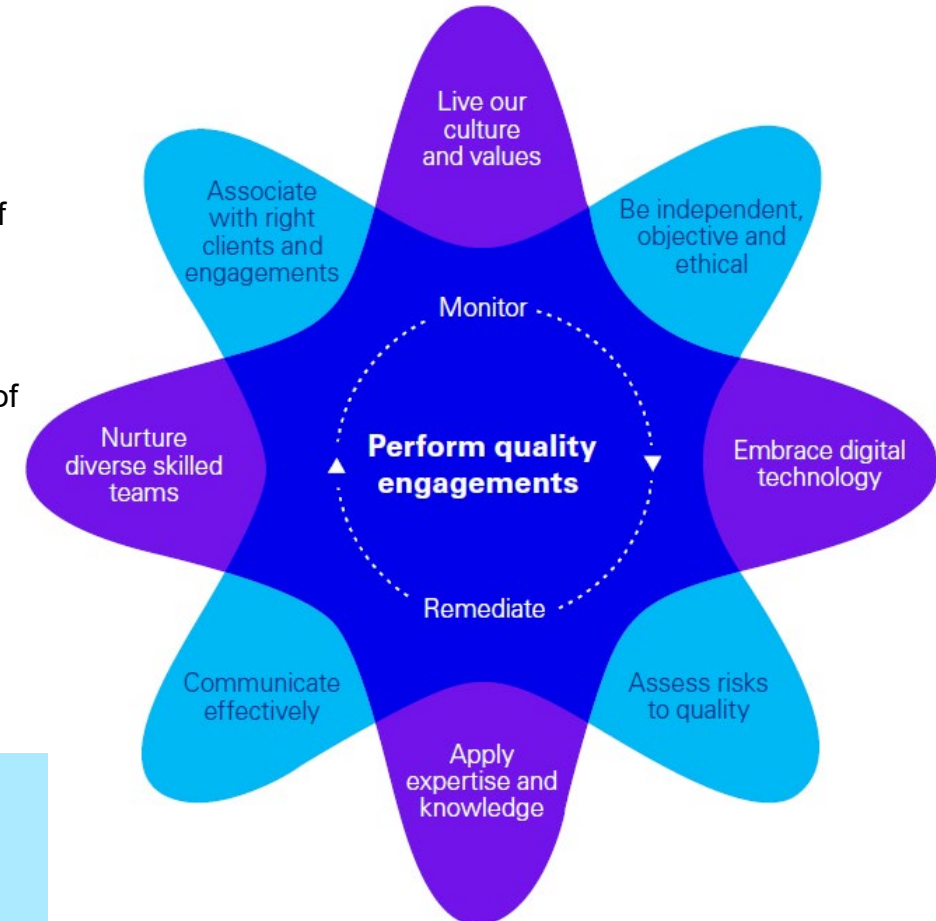 f
of
Live our
culture
and values
Be independent,
objective and
ethical
Embrace digital
technology
Assess risks
to quality
Apply
expertise and
knowledge
Communicate
effectively
Nurture
diverse skilled
teams
Associate
with right
clients and
engagements
Monitor
Perform quality
engagements
Remediate